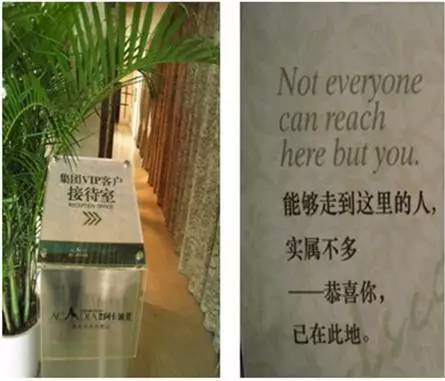 集团VIP客户
接待室
RECEPTION OFFICE
Not everyone
can reach
here but you.
能够走到这里的人，
实属不多
——恭喜你，
已在此地。